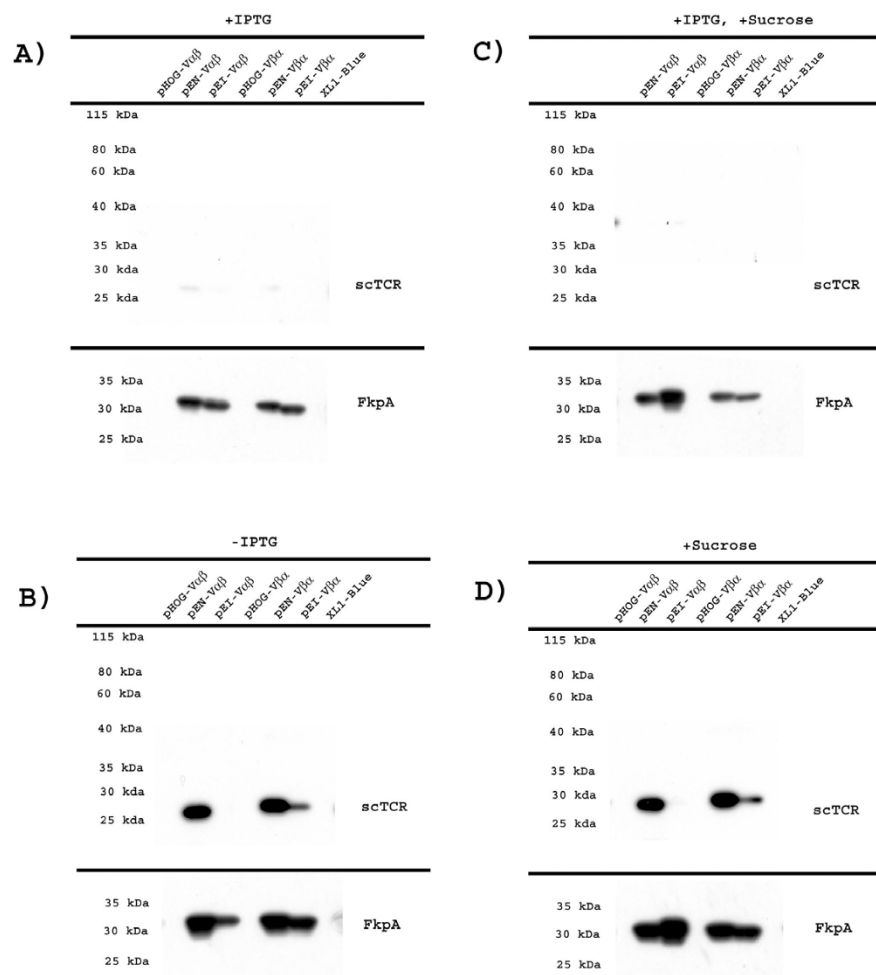 A)
+IPTG
pHOG-Vαβ
pEN-Vαβ
pEI-Vαβ
pHOG-Vβα
pEN-Vβα
pEI-Vβα
XL1-Blue
115 kDa
80 kDa
60 kDa
40 kDa
35 kDa
30 kda
25 kda
scTCR
35 kDa
30 kDa
25 kDa
FkpA
C)
+IPTG, +Sucrose
pEN-Vαβ
pEI-Vαβ
pHOG-Vβα
pEN-Vβα
pEI-Vβα
XL1-Blue
115 kDa
80 kDa
60 kDa
40 kDa
35 kDa
30 kDa
25 kDa
scTCR
35 kDa
30 kDa
25 kDa
FkpA
B)
-IPTG
pHOG-Vαβ
pEN-Vαβ
pEI-Vαβ
pHOG-Vβα
pEN-Vβα
pEI-Vβα
XL1-Blue
115 kDa
80 kDa
60 kDa
40 kDa
35 kDa
30 kDa
25 kda
scTCR
35 kDa
30 kDa
25 kDa
FkpA
D)
+Sucrose
pHOG-Vαβ
pEN-Vαβ
pEI-Vαβ
pHOG-Vβα
pEN-Vβα
pEI-Vβα
XL1-Blue
115 kDa
80 kDa
60 kDa
40 kDa
35 kDa
30 kDa
25 kda
scTCR
35 kDa
30 kDa
25 kDa
FkpA